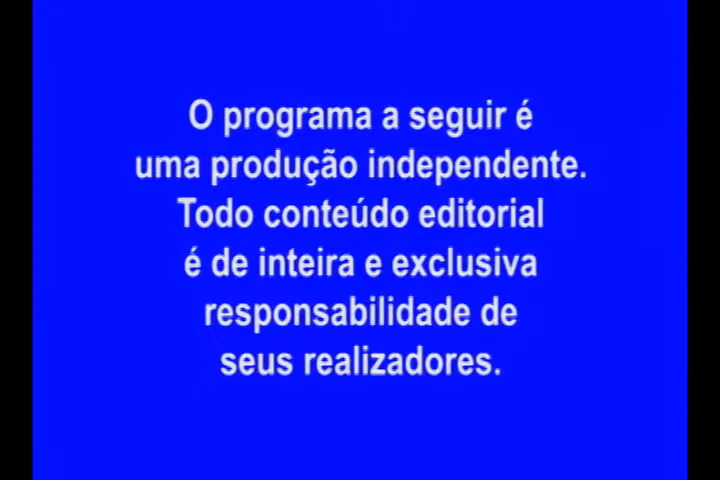 O programa a seguir é
uma produção independente.
Todo conteúdo editorial
é de inteira e exclusiva
responsabilidade de
seus realizadores.